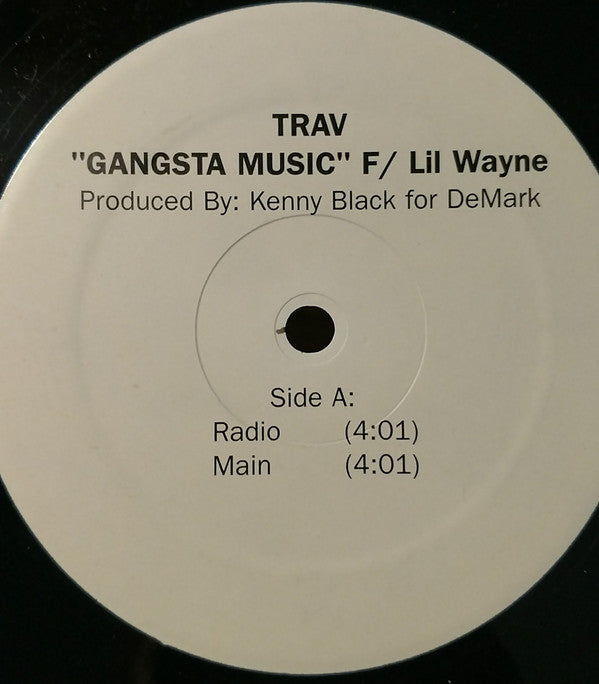 TRAV
"GANGSTA MUSIC" F/ Lil Wayne
Produced By: Kenny Black for DeMark
Side A:
Radio (4:01)
Main (4:01)